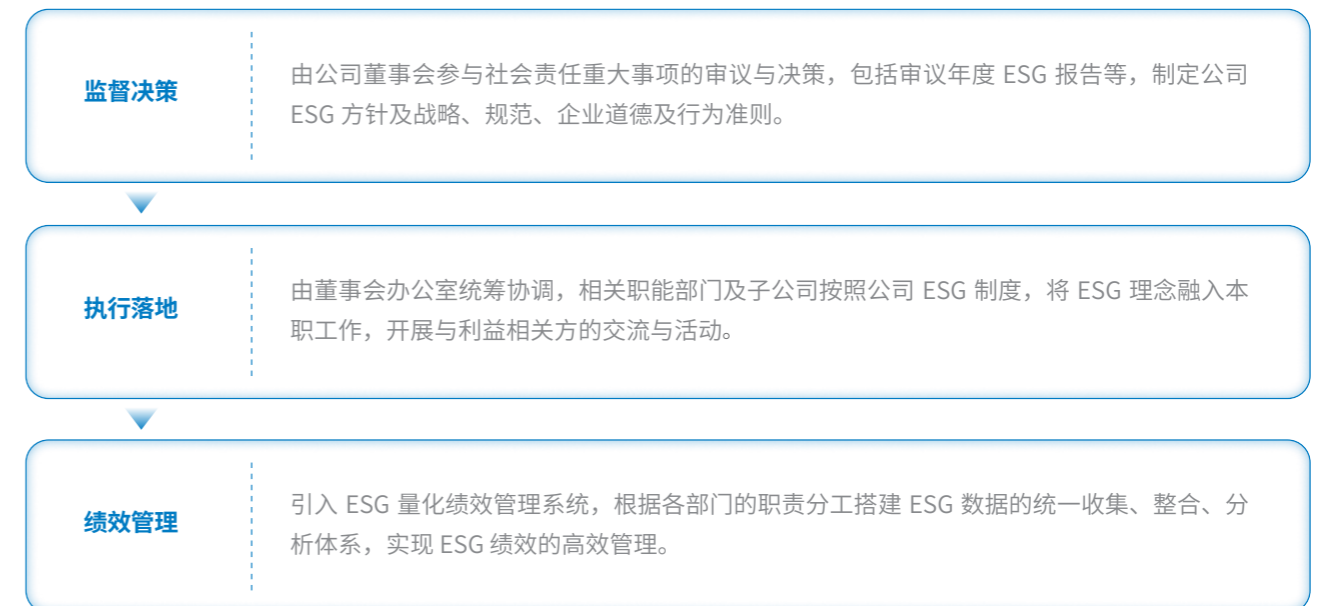 监督决策
由公司董事会参与社会责任重大事项的审议与决策，包括审议年度 ESG 报告等，制定公司
ESG 方针及战略、规范、企业道德及行为准则。
执行落地
由董事会办公室统筹协调，相关职能部门及子公司按照公司 ESG 制度，将 ESG 理念融入本
职工作，开展与利益相关方的交流与活动。
绩效管理
引入 ESG 量化绩效管理系统，根据各部门的职责分工搭建 ESG 数据的统一收集、整合、分
析体系，实现 ESG 绩效的高效管理。